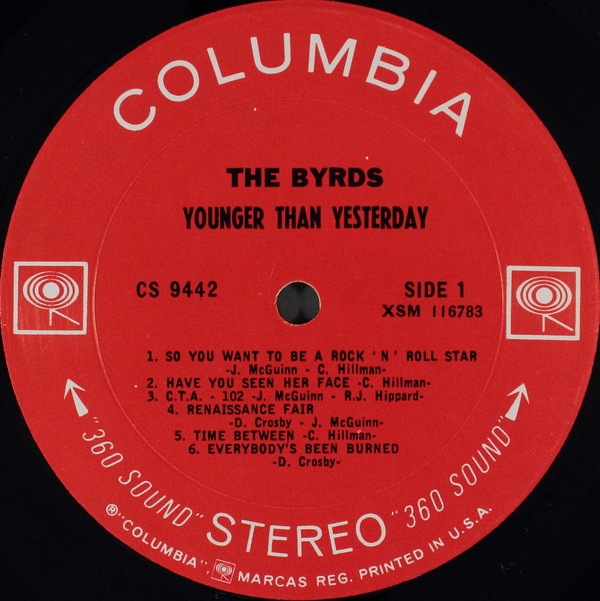 COLUMBIA
THE BYRDS
YOUNGER THAN YESTERDAY
CS 9442
SIDE 1
XSM 116783
1. SO YOU WANT TO BE A ROCK 'N' ROLL STAR
-J. McGuinn - C. Hillman-
2. HAVE YOU SEEN HER FACE -C. Hillman-
3. C.T.A. - 102 -J. McGuinn - R.J. Hippard-
4. RENAISSANCE FAIR
-D. Crosby - J. McGuinn-
5. TIME BETWEEN -C. Hillman-
6. EVERYBODY'S BEEN BURNED
-D. Crosby-
"360 SOUND" STEREO "360 SOUND"
® "COLUMBIA", MARCAS REG. PRINTED IN U.S.A.